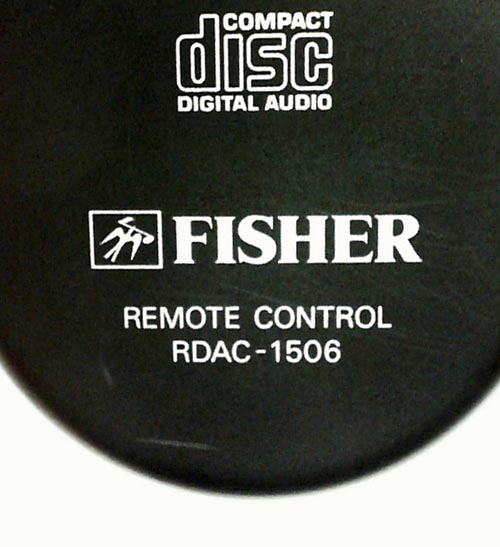 COMPACT
disc
DIGITAL AUDIO
FISHER
REMOTE CONTROL
RDAC-1506